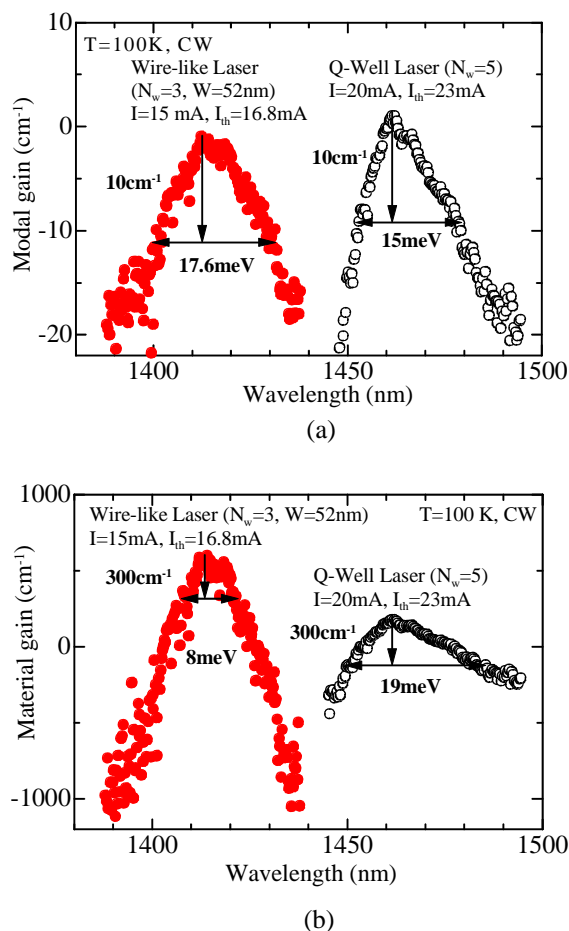 10
0
-10
-20
Modal gain (cm⁻¹)
T=100K, CW
Wire-like Laser
(N_w=3, W=52nm)
I=15 mA, I_th=16.8mA
Q-Well Laser (N_w=5)
I=20mA, I_th=23mA
10cm⁻¹
10cm⁻¹
17.6meV
15meV
1400
1450
1500
Wavelength (nm)
(a)
1000
0
-1000
Material gain (cm⁻¹)
Wire-like Laser (N_w=3, W=52nm)
I=15mA, I_th=16.8mA
T=100 K, CW
Q-Well Laser (N_w=5)
I=20mA, I_th=23mA
300cm⁻¹
300cm⁻¹
8meV
19meV
1400
1450
1500
Wavelength (nm)
(b)